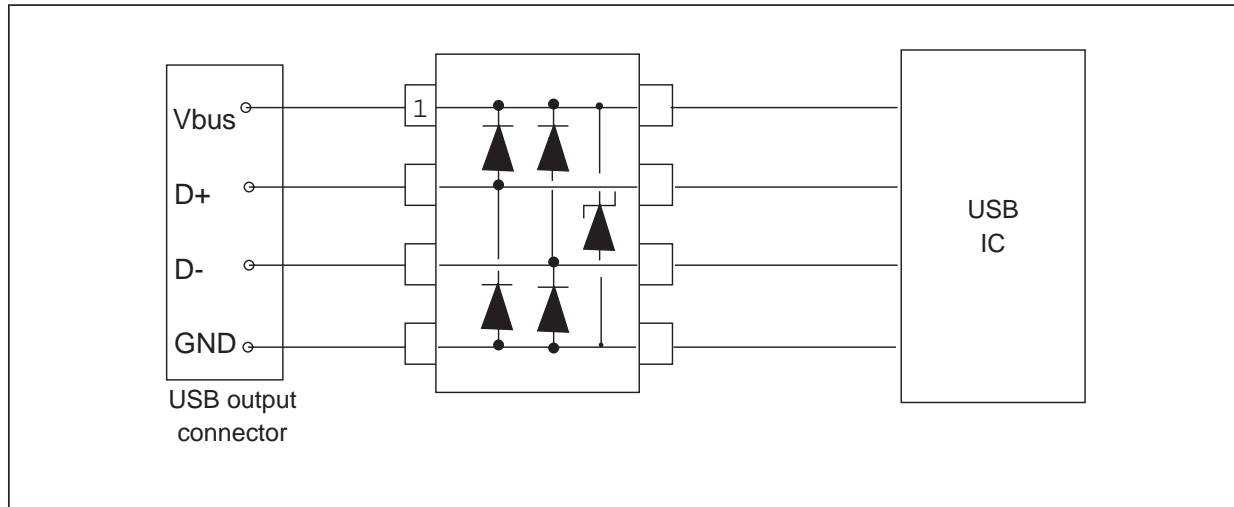 Vbus
1
D+
D-
GND
USB output
connector
USB
IC